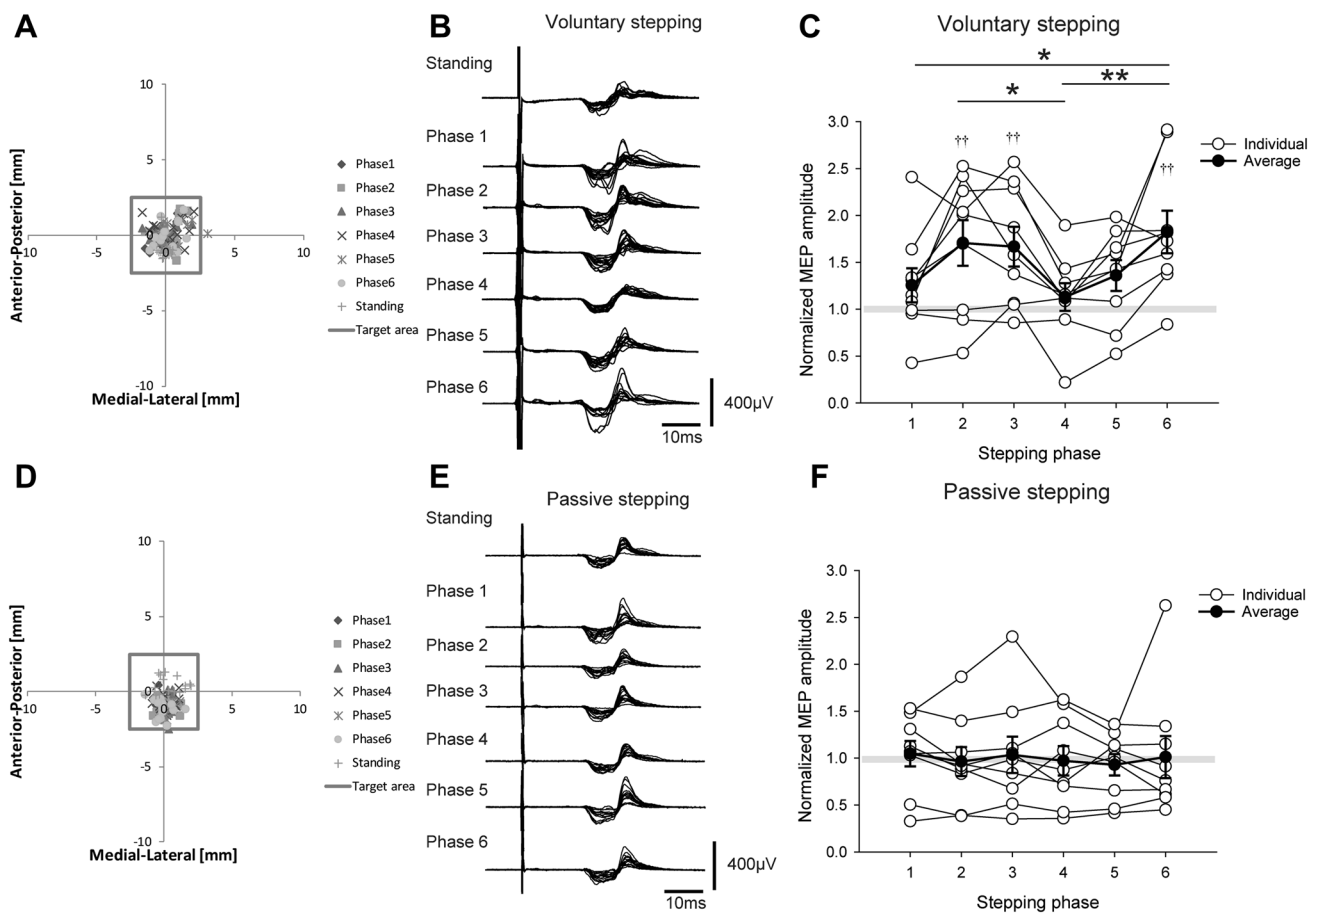 A
10
5
0
-5
-10
-10
-5
0
5
10
Anterior-Posterior [mm]
Medial-Lateral [mm]
Phase1
Phase2
Phase3
Phase4
Phase5
Phase6
Standing
Target area
B
Voluntary stepping
Standing
Phase 1
Phase 2
Phase 3
Phase 4
Phase 5
Phase 6
400µV
10ms
C
Voluntary stepping
*
**
*
3.0
2.5
2.0
1.5
1.0
0.5
0.0
††
††
††
Normalized MEP amplitude
1 2 3 4 5 6
Stepping phase
Individual
Average
D
10
5
0
-5
-10
-10
-5
0
5
10
Anterior-Posterior [mm]
Medial-Lateral [mm]
Phase1
Phase2
Phase3
Phase4
Phase5
Phase6
Standing
Target area
E
Passive stepping
Standing
Phase 1
Phase 2
Phase 3
Phase 4
Phase 5
Phase 6
400µV
10ms
F
Passive stepping
3.0
2.5
2.0
1.5
1.0
0.5
0.0
Normalized MEP amplitude
1 2 3 4 5 6
Stepping phase
Individual
Average